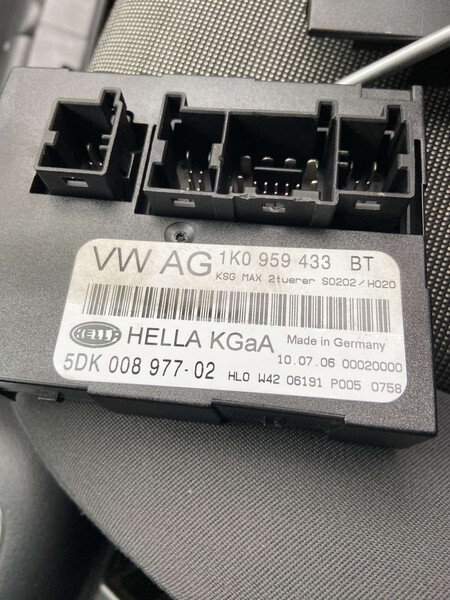 VW AG 1K0 959 433 BT
KSG MAX 2tuerer S0202/H020
HELLA HELLA KGaA Made in Germany
5DK 008 977-02 10.07.06 00020000
HLO W42 06191 P005 0758